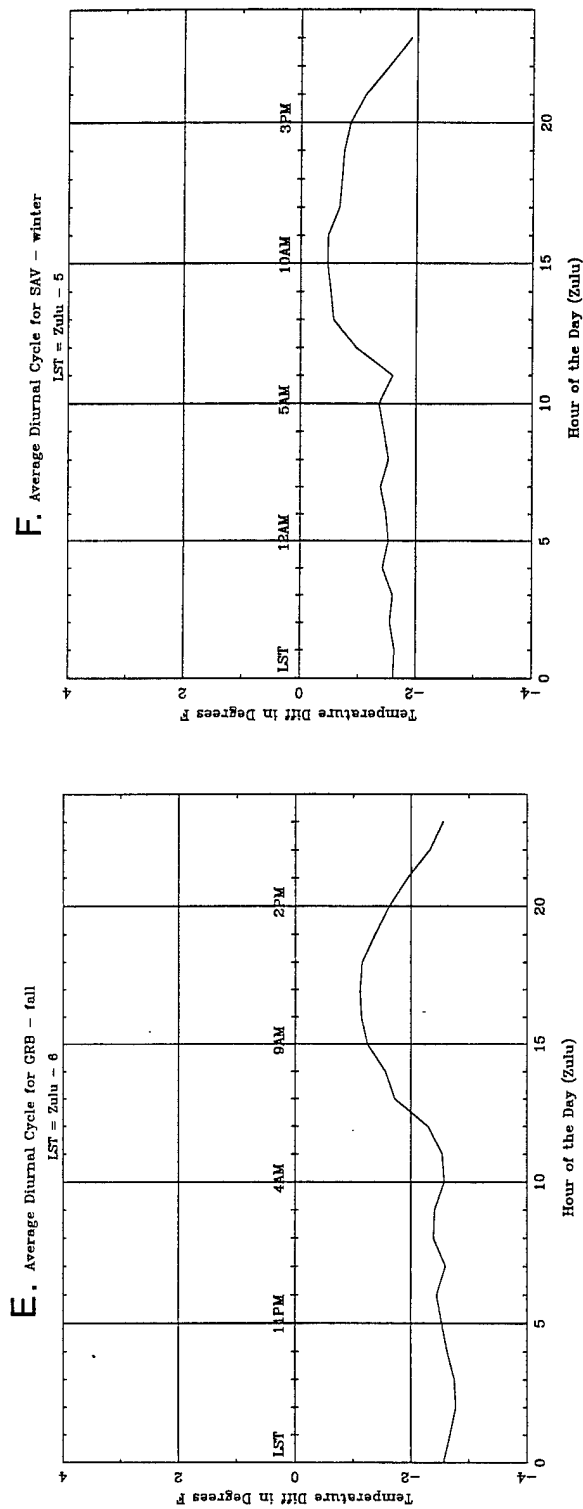 E. Average Diurnal Cycle for GRB - fall
LST = Zulu - 6
4
2
0
-2
-4
Temperature Diff in Degrees F
LST
11PM
4AM
9AM
2PM
0
5
10
15
20
Hour of the Day (Zulu)
F. Average Diurnal Cycle for SAV - winter
LST = Zulu - 5
4
2
0
-2
-4
Temperature Diff in Degrees F
LST
12AM
5AM
10AM
3PM
0
5
10
15
20
Hour of the Day (Zulu)